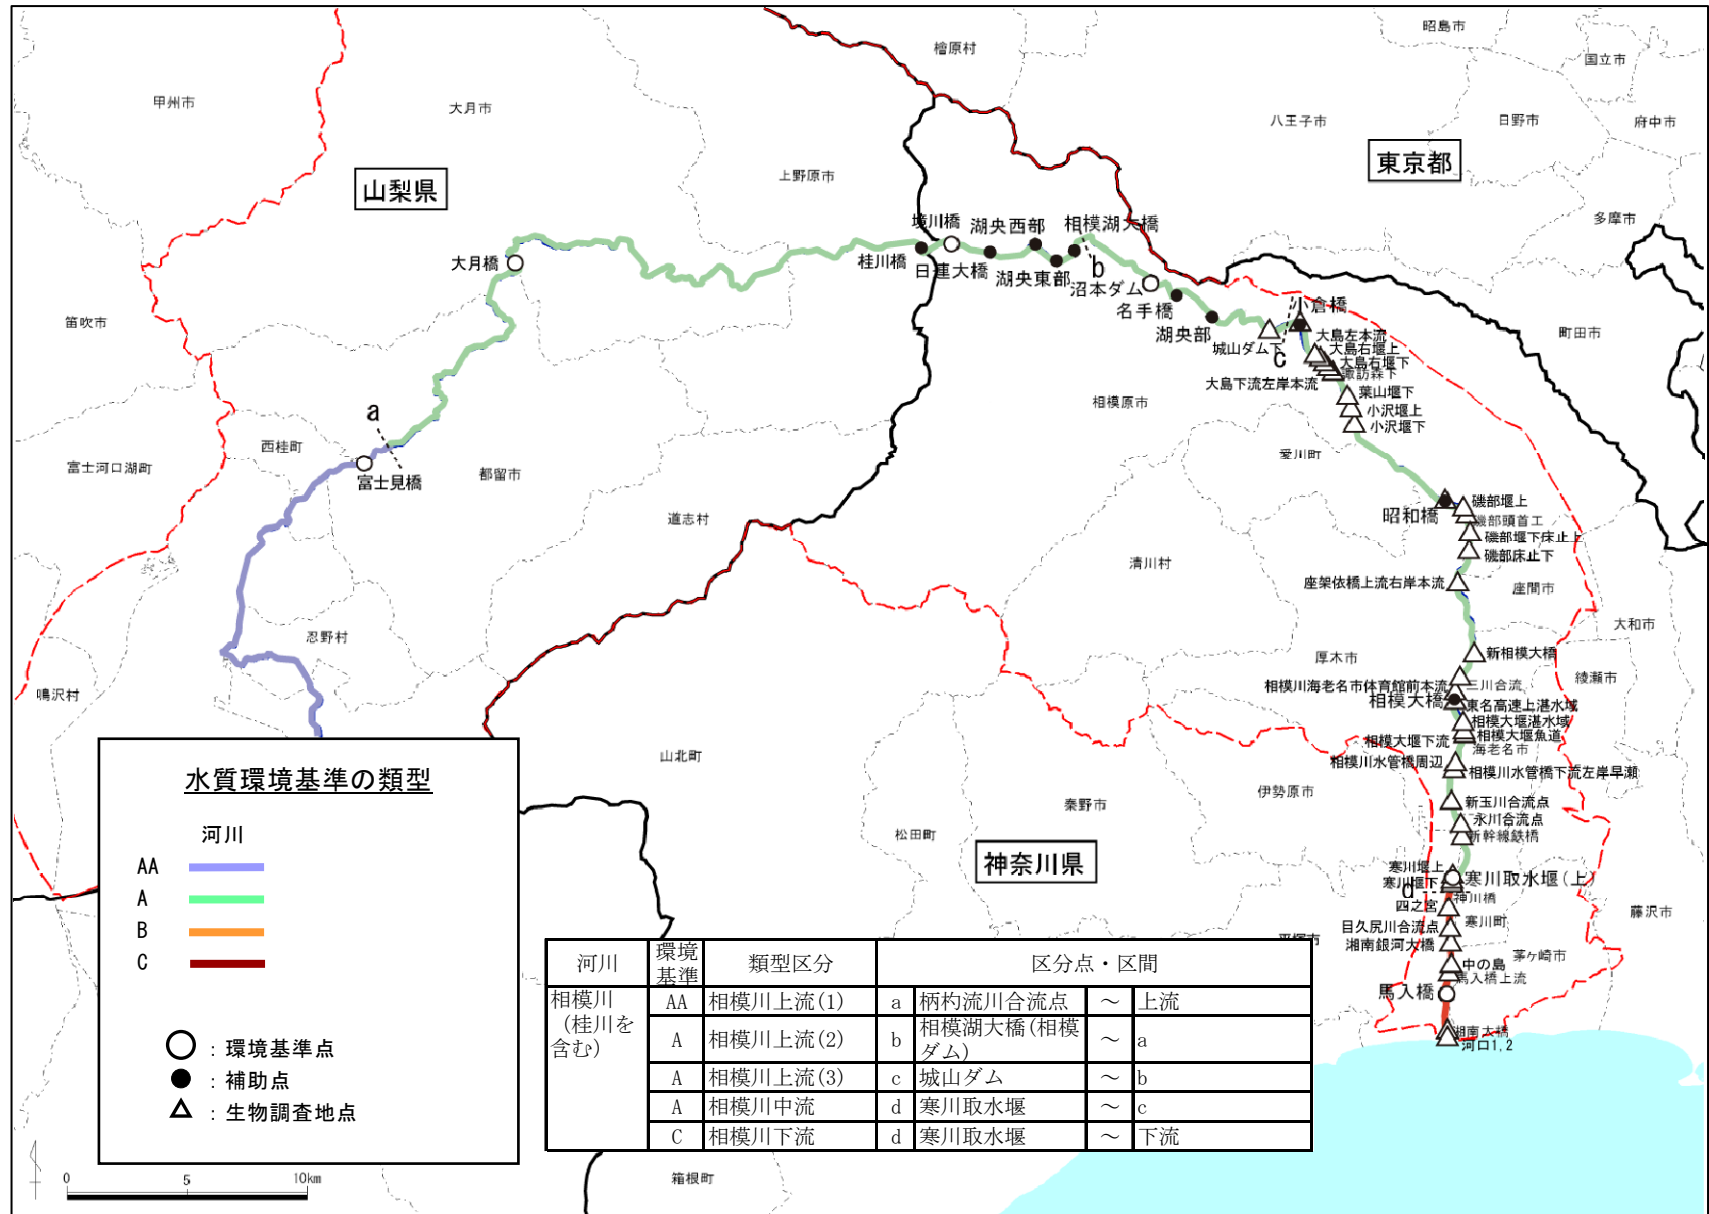 昭島市
檜原村
国立市
甲州市
大月市
八王子市
日野市
府中市
東京都
山梨県
上野原市
多摩市
境川橋
湖央西部
相模湖大橋
大月橋
桂川橋
日連大橋
湖央東部
b
沼本ダム
名手橋
小倉橋
笛吹市
湖央部
町田市
城山ダム下
c
大島左本流
大島右堰上
大島右堰下
諏訪森下
大島下流左岸本流
葉山堰下
相模原市
小沢堰上
小沢堰下
a
西桂町
富士河口湖町
富士見橋
都留市
愛川町
道志村
昭和橋
磯部堰上
磯部頭首工
磯部堰下床止上
磯部床止下
清川村
座架依橋上流右岸本流
座間市
忍野村
大和市
厚木市
新相模大橋
鳴沢村
相模川海老名市体育館前本流
三川合流
綾瀬市
相模大橋
東名高速上湛水域
相模大堰湛水域
相模大堰魚道
相模大堰下流
海老名市
山北町
相模川水管橋周辺
相模川水管橋下流左岸早瀬
伊勢原市
秦野市
新玉川合流点
松田町
永川合流点
新幹線鉄橋
神奈川県
寒川堰上
寒川取水堰(上)
寒川堰下
d
神川橋
四之宮
寒川町
藤沢市
目久尻川合流点
平塚市
湘南銀河大橋
茅ヶ崎市
中の島
馬入橋上流
馬入橋
湘南大橋
河口1,2
箱根町
水質環境基準の類型
河川
AA
A
B
C
○ : 環境基準点
● : 補助点
△ : 生物調査地点
0 5 10km
河川 環境基準 類型区分 区分点・区間
相模川(桂川を含む) AA 相模川上流(1) a 柄杓流川合流点 ～ 上流
A 相模川上流(2) b 相模湖大橋(相模ダム) ～ a
A 相模川上流(3) c 城山ダム ～ b
A 相模川中流 d 寒川取水堰 ～ c
C 相模川下流 d 寒川取水堰 ～ 下流